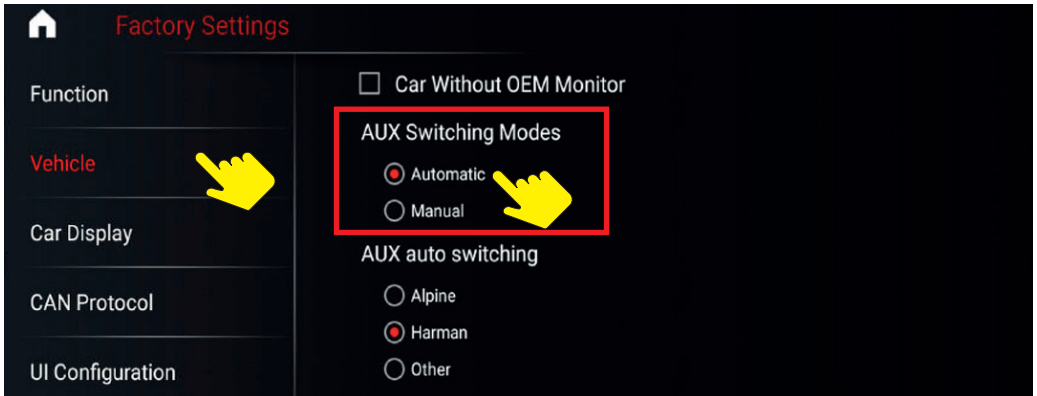 Factory Settings
Function
Vehicle
Car Display
CAN Protocol
UI Configuration
Car Without OEM Monitor
AUX Switching Modes
Automatic
Manual
AUX auto switching
Alpine
Harman
Other